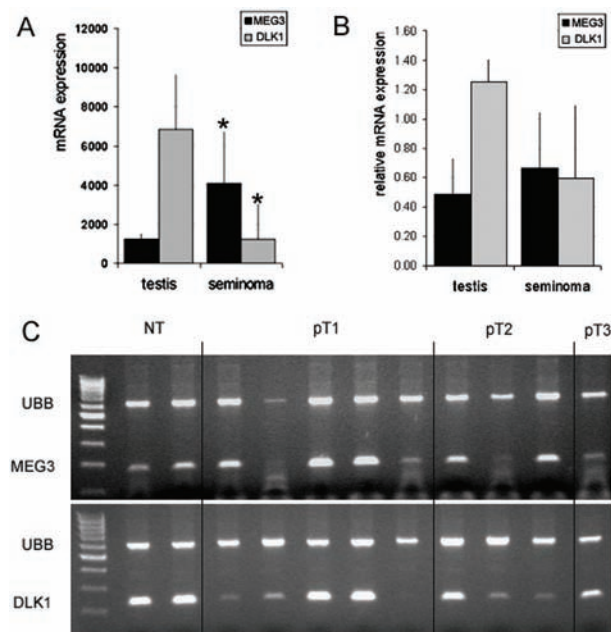 A
MEG3
DLK1
mRNA expression
12000
10000
8000
6000
4000
2000
0
*
*
testis
seminoma
B
MEG3
DLK1
relative mRNA expression
1.60
1.40
1.20
1.00
0.80
0.60
0.40
0.20
0.00
testis
seminoma
C
NT
pT1
pT2
pT3
UBB
MEG3
UBB
DLK1